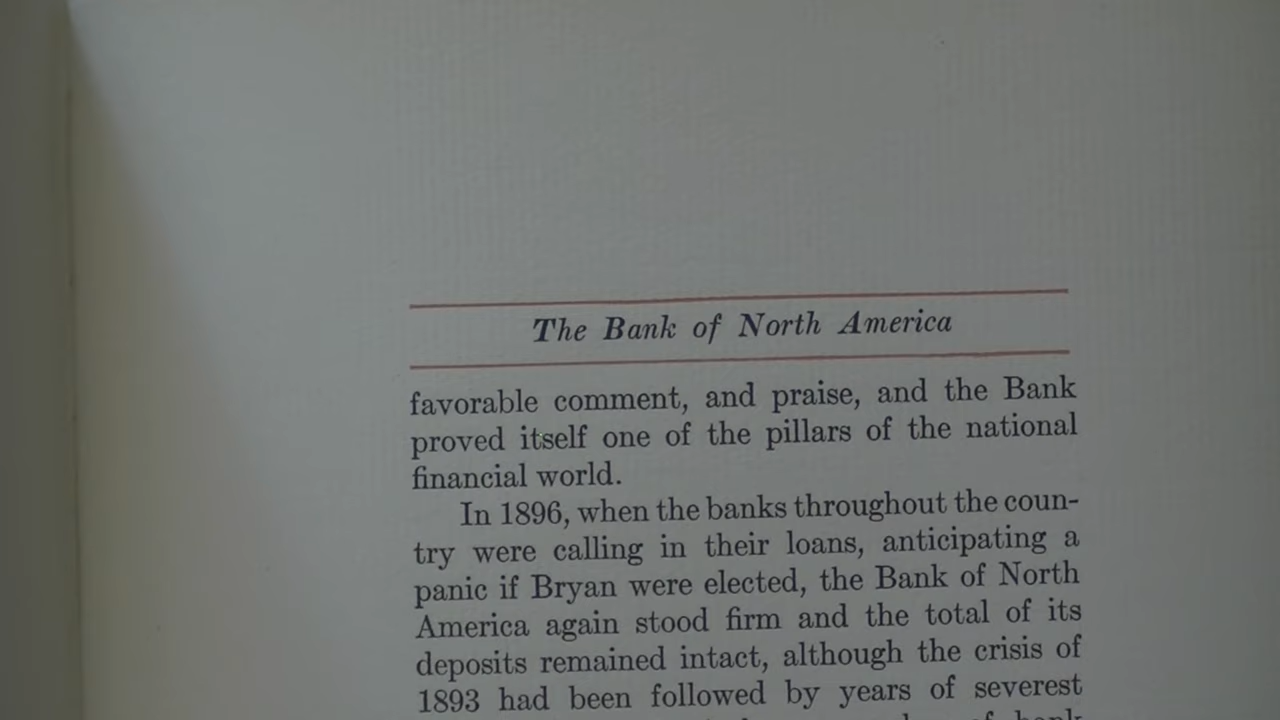 The Bank of North America
favorable comment, and praise, and the Bank
proved itself one of the pillars of the national
financial world.
In 1896, when the banks throughout the coun-
try were calling in their loans, anticipating a
panic if Bryan were elected, the Bank of North
America again stood firm and the total of its
deposits remained intact, although the crisis of
1893 had been followed by years of severest
of bank